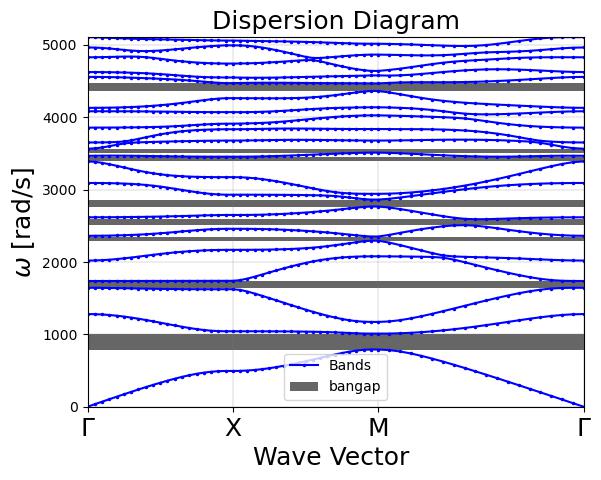 Dispersion Diagram
ω [rad/s]
5000
4000
3000
2000
1000
0
Bands
bangap
Γ X M Γ
Wave Vector